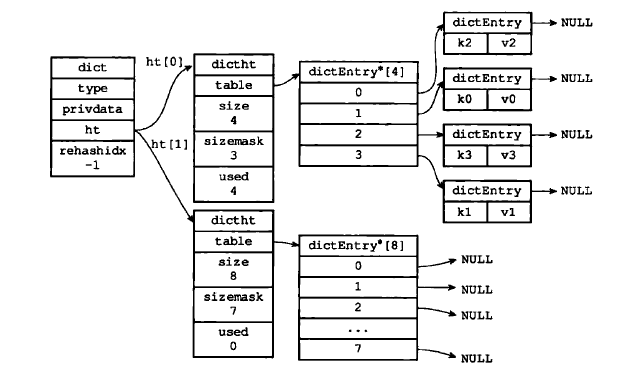 dict
type
privdata
ht
rehashidx
-1
ht[0]
ht[1]
dictht
table
size
4
sizemask
3
used
4
dictEntry*[4]
0
1
2
3
dictEntry
k2 v2
NULL
dictEntry
k0 v0
NULL
dictEntry
k3 v3
NULL
dictEntry
k1 v1
NULL
dictht
table
size
8
sizemask
7
used
0
dictEntry*[8]
0
1
2
...
7
NULL
NULL
NULL
NULL